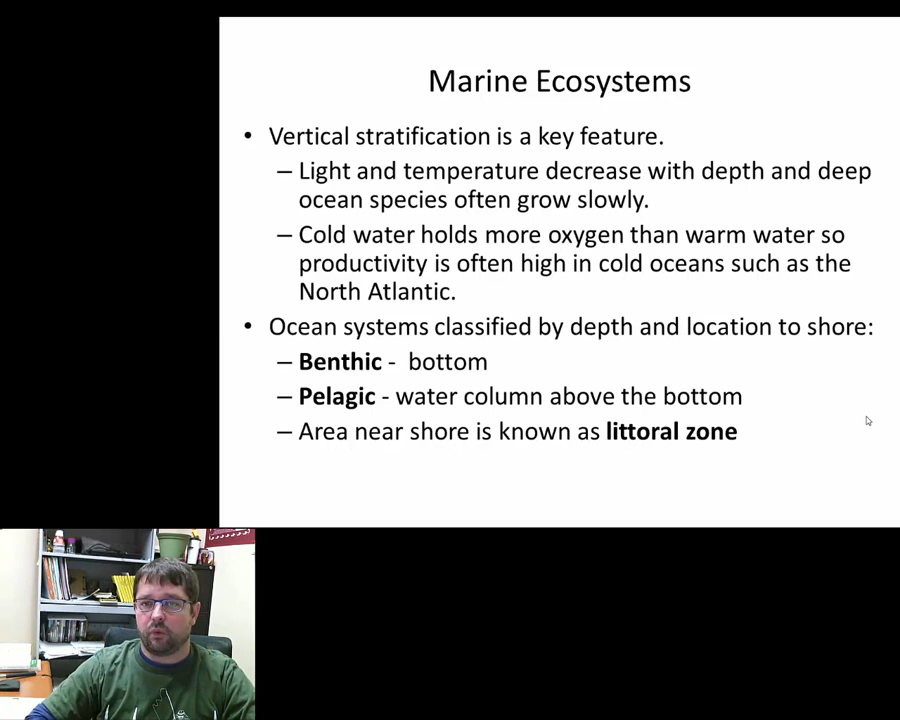 Marine Ecosystems
• Vertical stratification is a key feature.
– Light and temperature decrease with depth and deep
ocean species often grow slowly.
– Cold water holds more oxygen than warm water so
productivity is often high in cold oceans such as the
North Atlantic.
• Ocean systems classified by depth and location to shore:
– Benthic - bottom
– Pelagic - water column above the bottom
– Area near shore is known as littoral zone